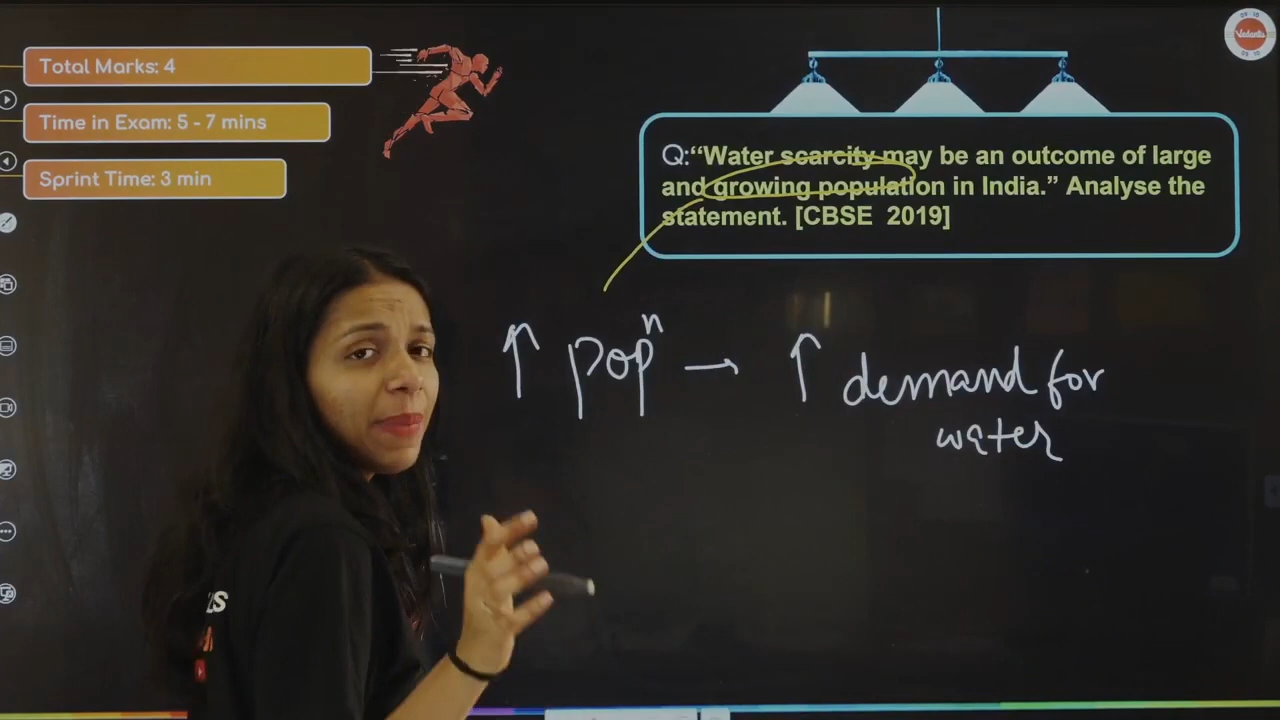 Total Marks: 4
Time in Exam: 5 - 7 mins
Sprint Time: 3 min
Vedantu
Q:“Water scarcity may be an outcome of large
and growing population in India.” Analyse the
statement. [CBSE 2019]
↑ popⁿ → ↑ demand for
water